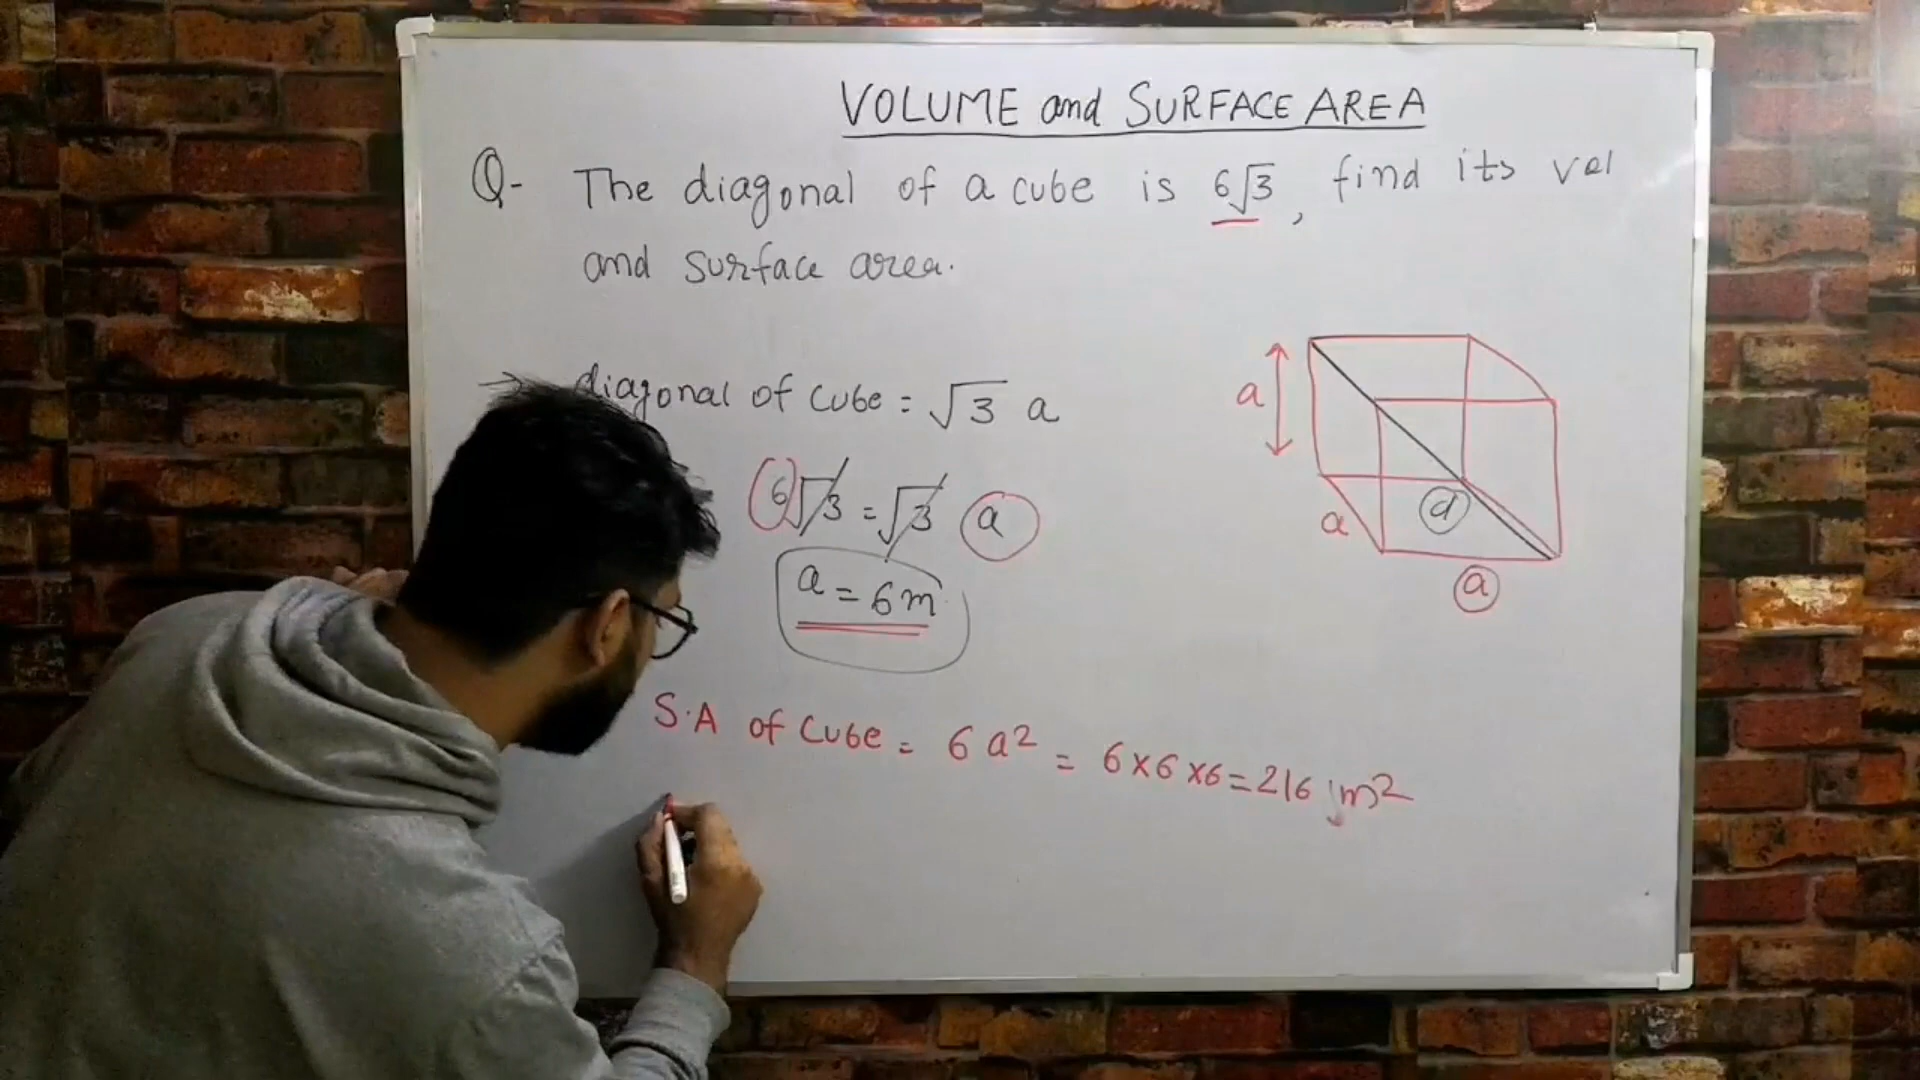 VOLUME and SURFACE AREA
Q- The diagonal of a cube is 6√3, find its vol
and surface area.
→ diagonal of cube = √3 a
6√3 = √3 a
a = 6m
S.A of Cube = 6a² = 6×6×6=216 m²
a
a
d
a